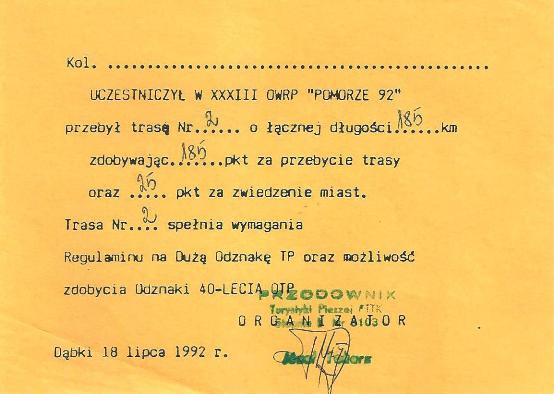 Kol. ................................................
UCZESTNICZYŁ W XXXIII OWRP "POMORZE 92"
przebył trasę Nr..2.... o łącznej długości.185....km
zdobywając..185...pkt za przebycie trasy
oraz .25.. pkt za zwiedzenie miast.
Trasa Nr..2.. spełnia wymagania
Regulaminu na Dużą Odznakę TP oraz możliwość
zdobycia Odznaki 40-LECIA OTP
PRZODOWNIK
Turystyki Pieszej PTTK
Nr 5103
ORGANIZATOR
Dąbki 18 lipca 1992 r.